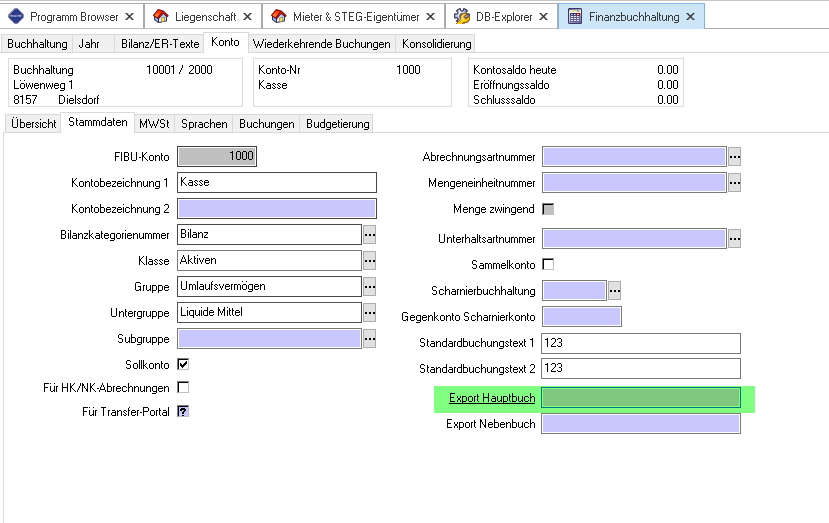 Programm Browser Liegenschaft Mieter & STEG-Eigentümer DB-Explorer Finanzbuchhaltung
Buchhaltung Jahr Bilanz/ER-Texte Konto Wiederkehrende Buchungen Konsolidierung
Buchhaltung 10001 / 2000
Löwenweg 1
8157 Dielsdorf
Konto-Nr 1000
Kasse
Kontosaldo heute 0.00
Eröffnungssaldo 0.00
Schlusssaldo 0.00
Übersicht Stammdaten MWSt Sprachen Buchungen Budgetierung
FIBU-Konto 1000
Kontobezeichnung 1 Kasse
Kontobezeichnung 2
Bilanzkategorienummer Bilanz
Klasse Aktiven
Gruppe Umlaufsvermögen
Untergruppe Liquide Mittel
Subgruppe
Sollkonto
Für HK/NK-Abrechnungen
Für Transfer-Portal ?
Abrechnungsartnummer
Mengeneinheitnummer
Menge zwingend
Unterhaltsartnummer
Sammelkonto
Scharnierbuchhaltung
Gegenkonto Scharnierkonto
Standardbuchungstext 1 123
Standardbuchungstext 2 123
Export Hauptbuch
Export Nebenbuch